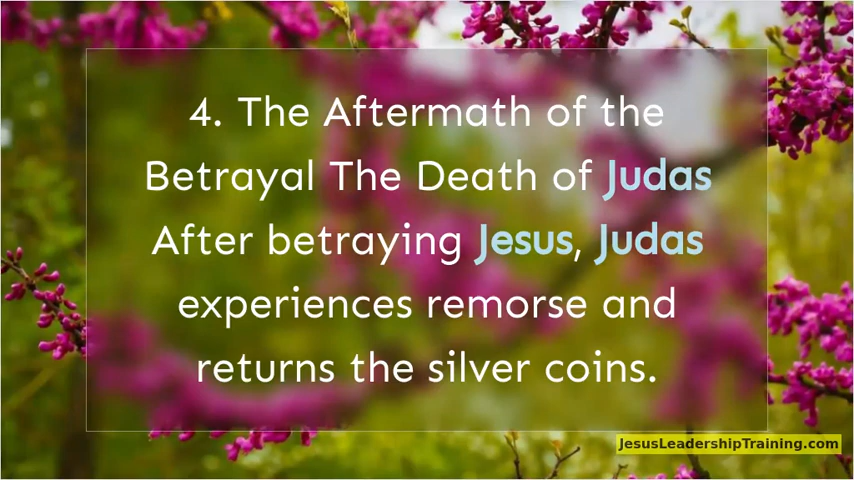 4. The Aftermath of the
Betrayal The Death of Judas
After betraying Jesus, Judas
experiences remorse and
returns the silver coins.
JesusLeadershipTraining.com